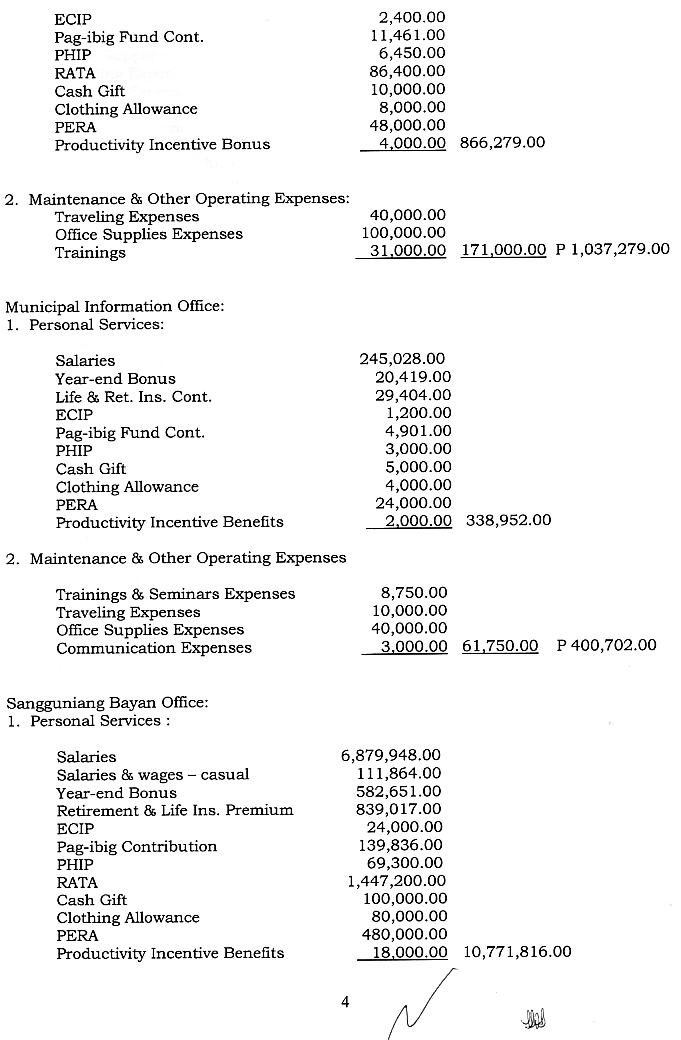 ECIP 2,400.00
Pag-ibig Fund Cont. 11,461.00
PHIP 6,450.00
RATA 86,400.00
Cash Gift 10,000.00
Clothing Allowance 8,000.00
PERA 48,000.00
Productivity Incentive Bonus 4,000.00 866,279.00
2. Maintenance & Other Operating Expenses:
Traveling Expenses 40,000.00
Office Supplies Expenses 100,000.00
Trainings 31,000.00 171,000.00 P 1,037,279.00
Municipal Information Office:
1. Personal Services:
Salaries 245,028.00
Year-end Bonus 20,419.00
Life & Ret. Ins. Cont. 29,404.00
ECIP 1,200.00
Pag-ibig Fund Cont. 4,901.00
PHIP 3,000.00
Cash Gift 5,000.00
Clothing Allowance 4,000.00
PERA 24,000.00
Productivity Incentive Benefits 2,000.00 338,952.00
2. Maintenance & Other Operating Expenses
Trainings & Seminars Expenses 8,750.00
Traveling Expenses 10,000.00
Office Supplies Expenses 40,000.00
Communication Expenses 3,000.00 61,750.00 P 400,702.00
Sangguniang Bayan Office:
1. Personal Services :
Salaries 6,879,948.00
Salaries & wages – casual 111,864.00
Year-end Bonus 582,651.00
Retirement & Life Ins. Premium 839,017.00
ECIP 24,000.00
Pag-ibig Contribution 139,836.00
PHIP 69,300.00
RATA 1,447,200.00
Cash Gift 100,000.00
Clothing Allowance 80,000.00
PERA 480,000.00
Productivity Incentive Benefits 18,000.00 10,771,816.00
4